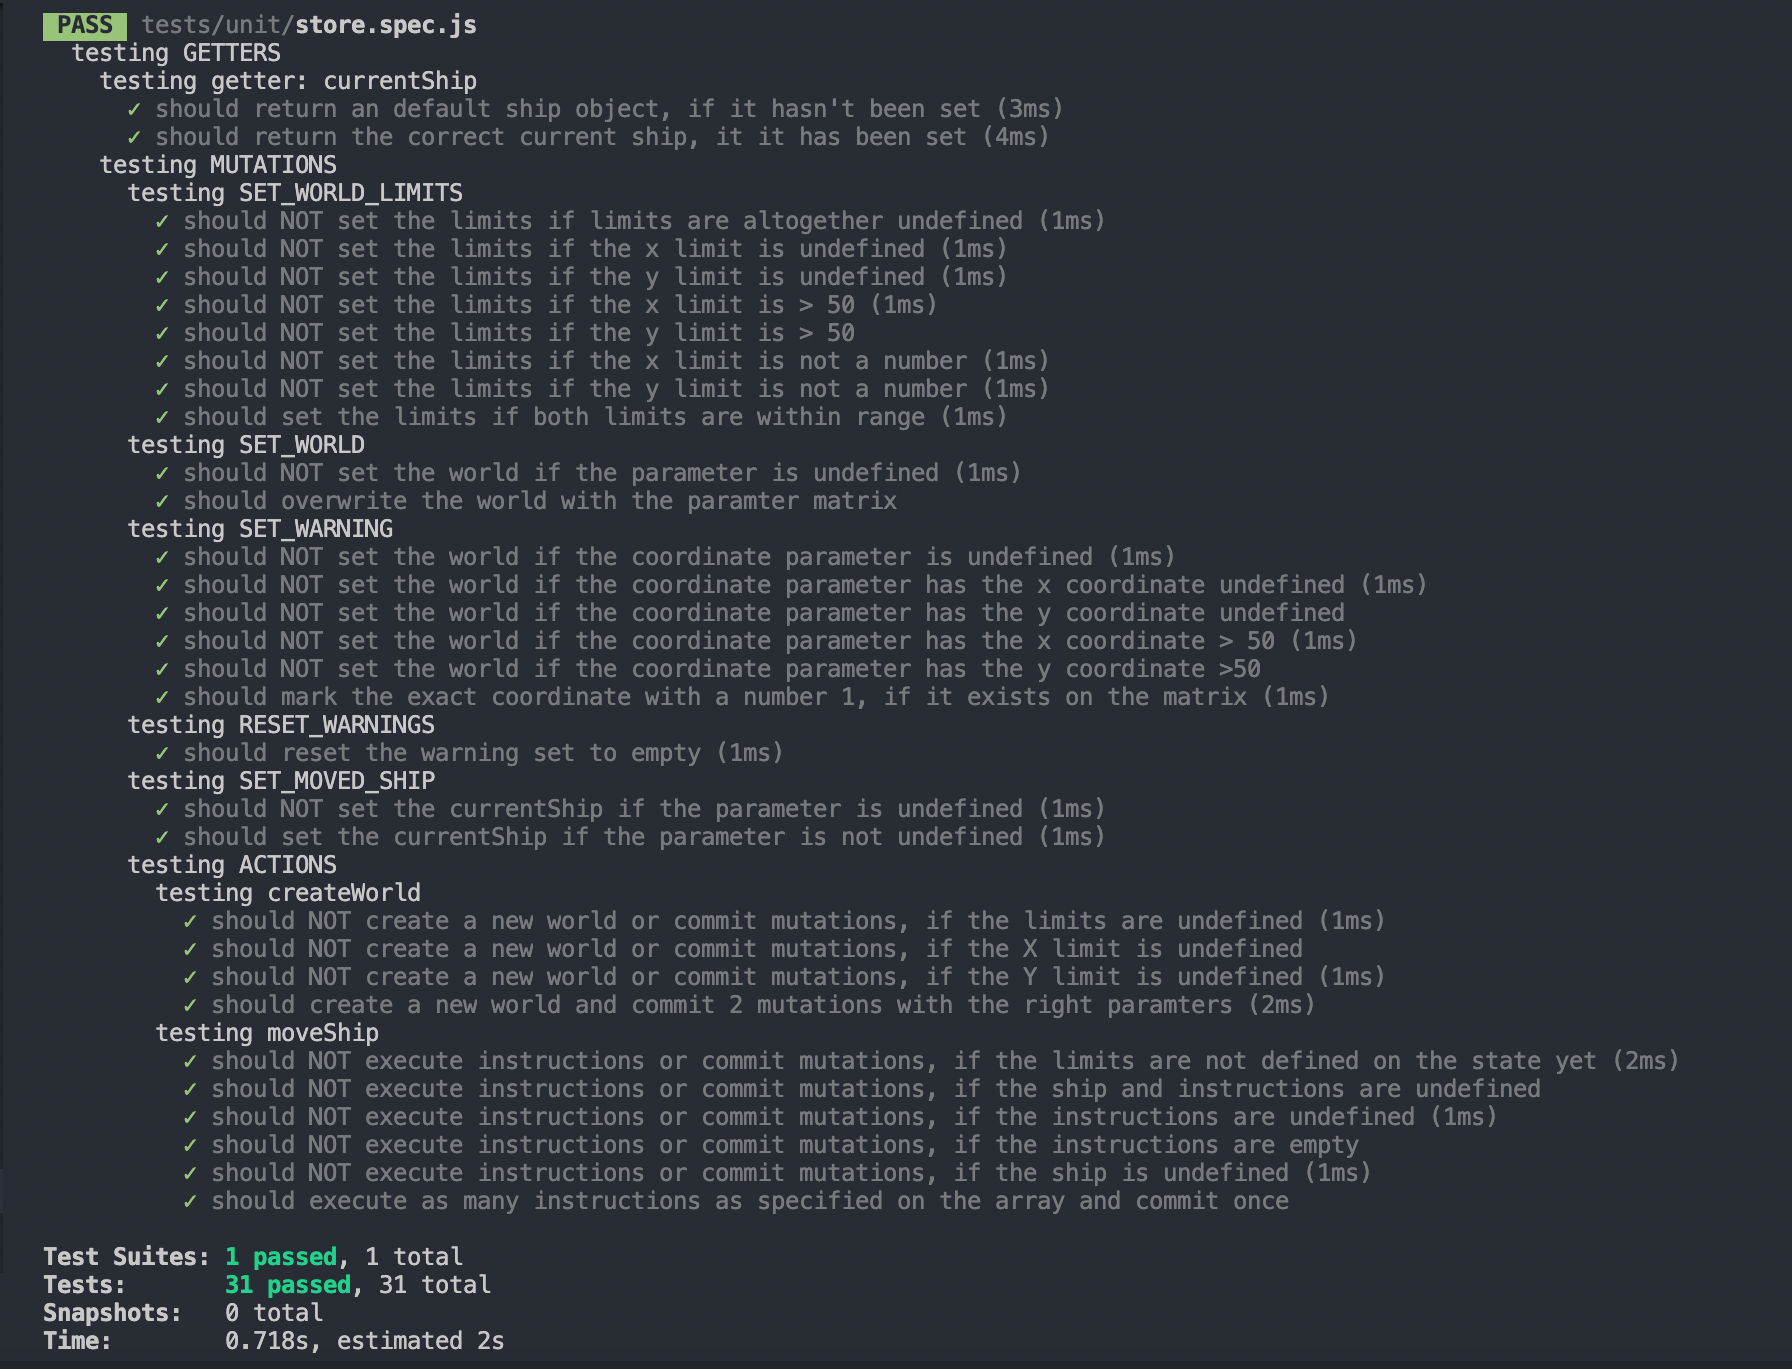 PASS tests/unit/store.spec.js
testing GETTERS
testing getter: currentShip
✓ should return an default ship object, if it hasn't been set (3ms)
✓ should return the correct current ship, it it has been set (4ms)
testing MUTATIONS
testing SET_WORLD_LIMITS
✓ should NOT set the limits if limits are altogether undefined (1ms)
✓ should NOT set the limits if the x limit is undefined (1ms)
✓ should NOT set the limits if the y limit is undefined (1ms)
✓ should NOT set the limits if the x limit is > 50 (1ms)
✓ should NOT set the limits if the y limit is > 50
✓ should NOT set the limits if the x limit is not a number (1ms)
✓ should NOT set the limits if the y limit is not a number (1ms)
✓ should set the limits if both limits are within range (1ms)
testing SET_WORLD
✓ should NOT set the world if the parameter is undefined (1ms)
✓ should overwrite the world with the paramter matrix
testing SET_WARNING
✓ should NOT set the world if the coordinate parameter is undefined (1ms)
✓ should NOT set the world if the coordinate parameter has the x coordinate undefined (1ms)
✓ should NOT set the world if the coordinate parameter has the y coordinate undefined
✓ should NOT set the world if the coordinate parameter has the x coordinate > 50 (1ms)
✓ should NOT set the world if the coordinate parameter has the y coordinate >50
✓ should mark the exact coordinate with a number 1, if it exists on the matrix (1ms)
testing RESET_WARNINGS
✓ should reset the warning set to empty (1ms)
testing SET_MOVED_SHIP
✓ should NOT set the currentShip if the parameter is undefined (1ms)
✓ should set the currentShip if the parameter is not undefined (1ms)
testing ACTIONS
testing createWorld
✓ should NOT create a new world or commit mutations, if the limits are undefined (1ms)
✓ should NOT create a new world or commit mutations, if the X limit is undefined
✓ should NOT create a new world or commit mutations, if the Y limit is undefined (1ms)
✓ should create a new world and commit 2 mutations with the right paramters (2ms)
testing moveShip
✓ should NOT execute instructions or commit mutations, if the limits are not defined on the state yet (2ms)
✓ should NOT execute instructions or commit mutations, if the ship and instructions are undefined
✓ should NOT execute instructions or commit mutations, if the instructions are undefined (1ms)
✓ should NOT execute instructions or commit mutations, if the instructions are empty
✓ should NOT execute instructions or commit mutations, if the ship is undefined (1ms)
✓ should execute as many instructions as specified on the array and commit once
Test Suites: 1 passed, 1 total
Tests: 31 passed, 31 total
Snapshots: 0 total
Time: 0.718s, estimated 2s